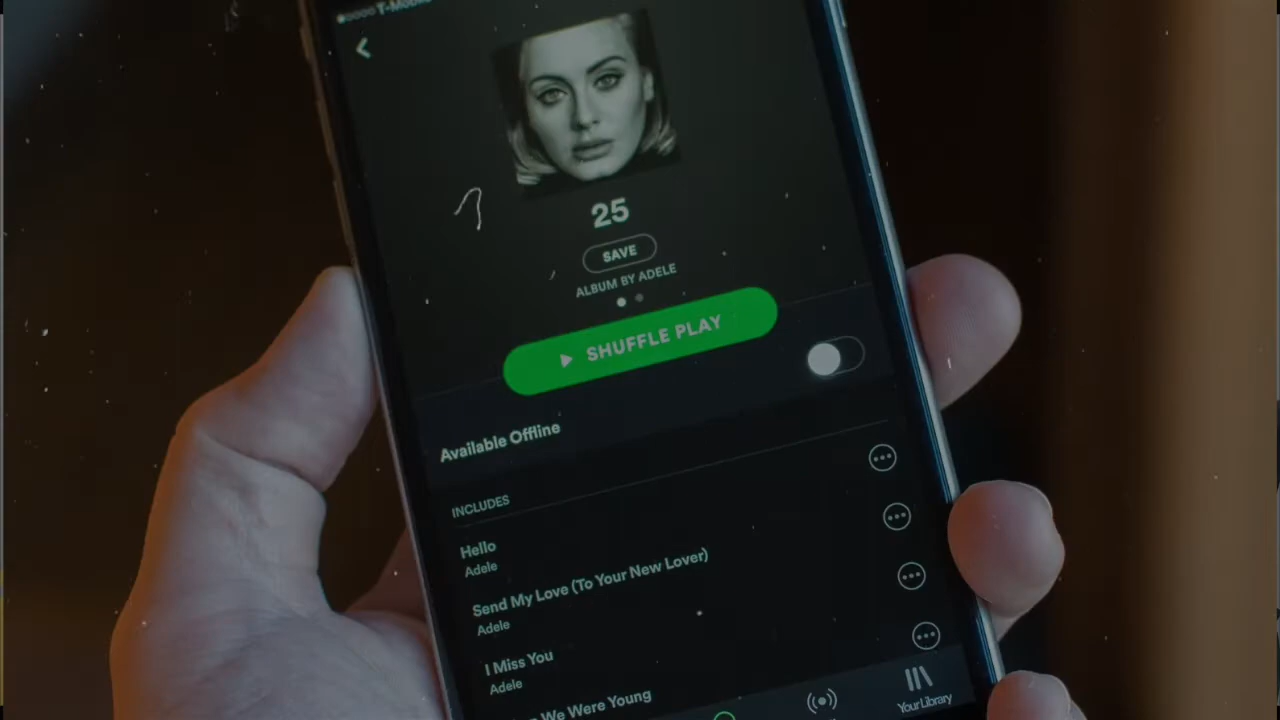 T-Mobile
25
SAVE
ALBUM BY ADELE
SHUFFLE PLAY
Available Offline
INCLUDES
Hello
Adele
Send My Love (To Your New Lover)
Adele
I Miss You
Adele
We Were Young
Your Library